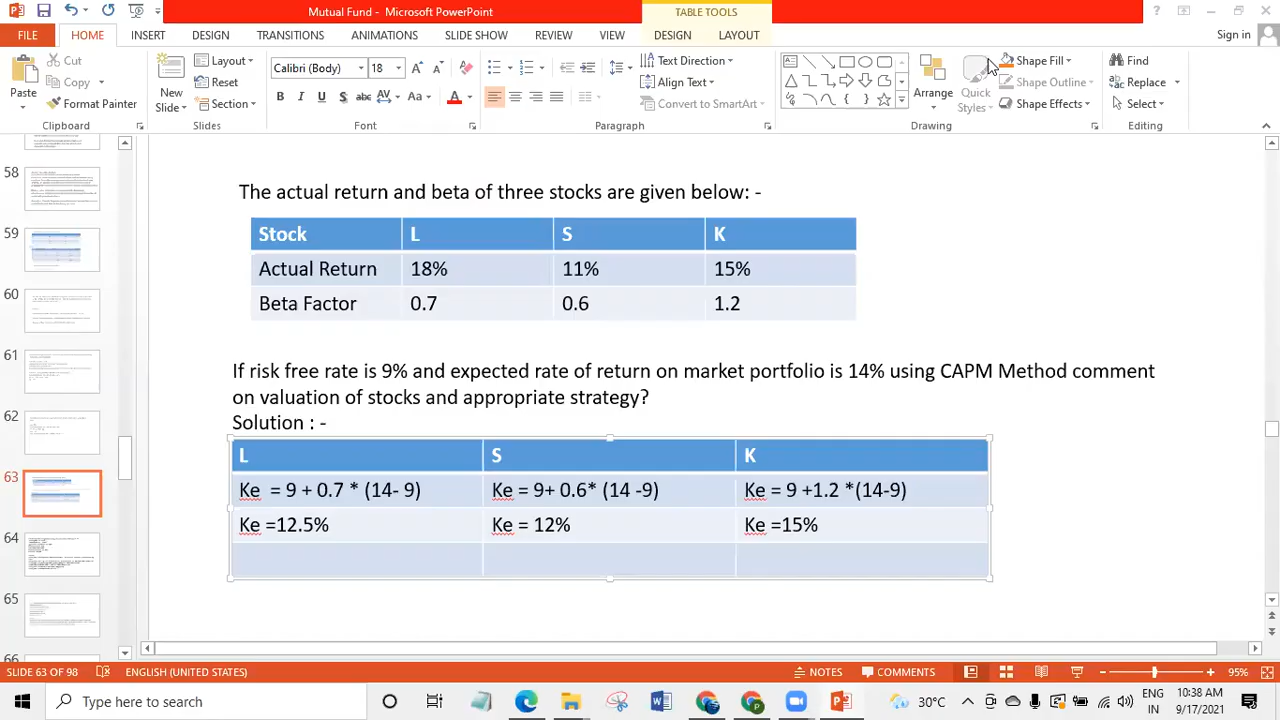 Mutual Fund - Microsoft PowerPoint
TABLE TOOLS
FILE HOME INSERT DESIGN TRANSITIONS ANIMATIONS SLIDE SHOW REVIEW VIEW DESIGN LAYOUT Sign in
Paste
Cut
Copy
Format Painter
Clipboard
New Slide
Layout
Reset
Section
Slides
Calibri (Body) 18
Font
Text Direction
Align Text
Convert to SmartArt
Paragraph
Arrange
Quick Styles
Shape Fill
Shape Outline
Shape Effects
Drawing
Find
Replace
Select
Editing
58
59
60
61
62
63
64
65
66
The actual return and beta of three stocks are given below: -
Stock L S K
Actual Return 18% 11% 15%
Beta Factor 0.7 0.6 1.2
If risk free rate is 9% and expected rate of return on market portfolio is 14% using CAPM Method comment
on valuation of stocks and appropriate strategy?
Solution : -
L S K
Ke = 9 + 0.7 * (14- 9) Ke = 9+ 0.6* (14 -9) Ke = 9 +1.2 *(14-9)
Ke =12.5% Ke = 12% Ke =15%
SLIDE 63 OF 98 ENGLISH (UNITED STATES) NOTES COMMENTS 95%
Type here to search
30°C
ENG
IN
10:38 AM
9/17/2021